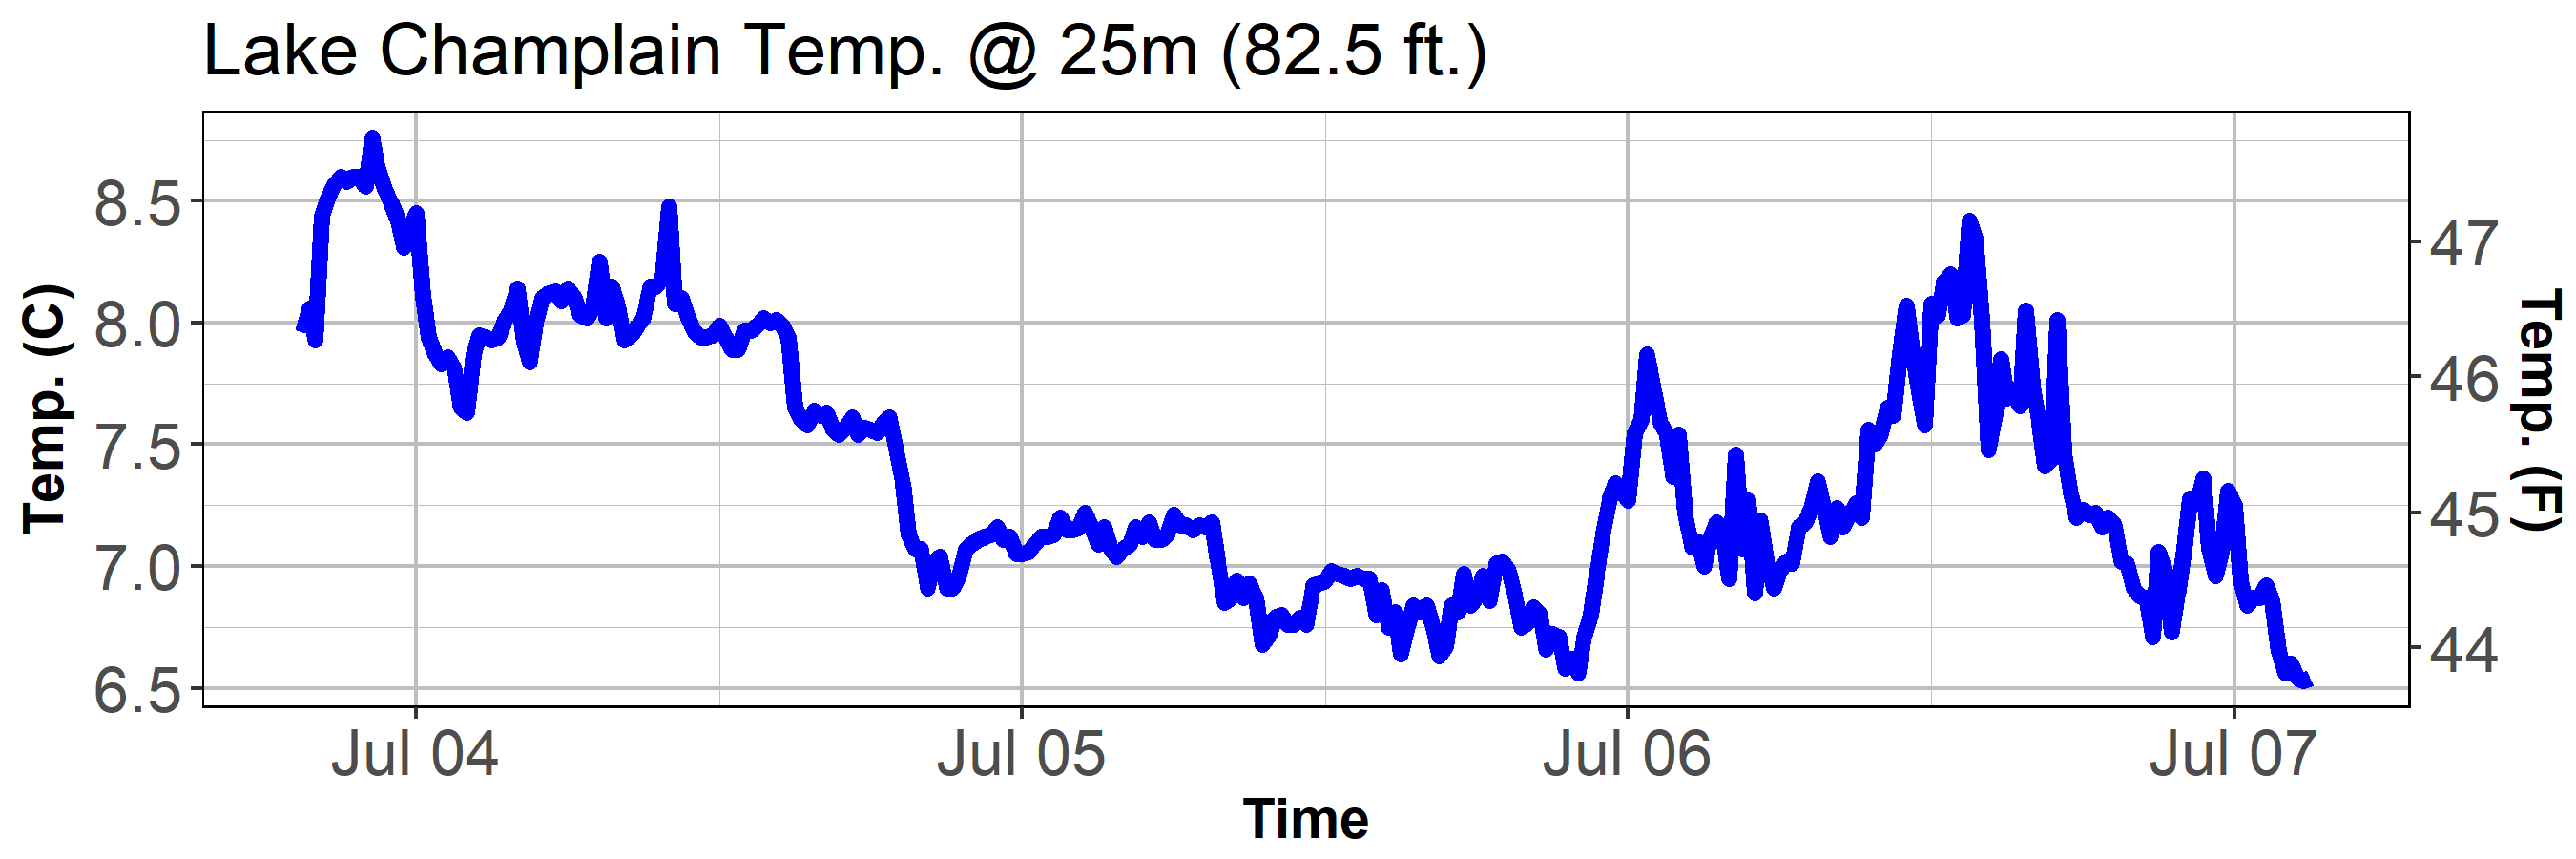 Lake Champlain Temp. @ 25m (82.5 ft.)
Temp. (C)
8.5
8.0
7.5
7.0
6.5
47
46
45
44
Temp. (F)
Jul 04
Jul 05
Jul 06
Jul 07
Time